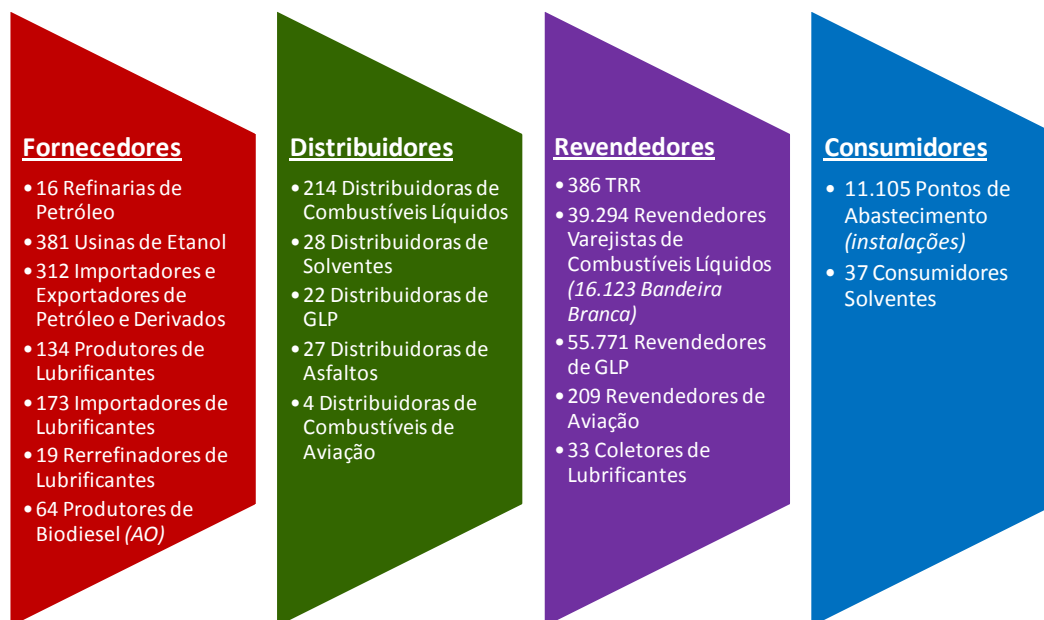 Fornecedores
•16 Refinarias de
Petróleo
•381 Usinas de Etanol
•312 Importadores e
Exportadores de
Petróleo e Derivados
•134 Produtores de
Lubrificantes
•173 Importadores de
Lubrificantes
•19 Rerrefinadores de
Lubrificantes
•64 Produtores de
Biodiesel (AO)
Distribuidores
•214 Distribuidoras de
Combustíveis Líquidos
•28 Distribuidoras de
Solventes
•22 Distribuidoras de
GLP
•27 Distribuidoras de
Asfaltos
•4 Distribuidoras de
Combustíveis de
Aviação
Revendedores
•386 TRR
•39.294 Revendedores
Varejistas de
Combustíveis Líquidos
(16.123 Bandeira
Branca)
•55.771 Revendedores
de GLP
•209 Revendedores de
Aviação
•33 Coletores de
Lubrificantes
Consumidores
• 11.105 Pontos de
Abastecimento
(instalações)
• 37 Consumidores
Solventes